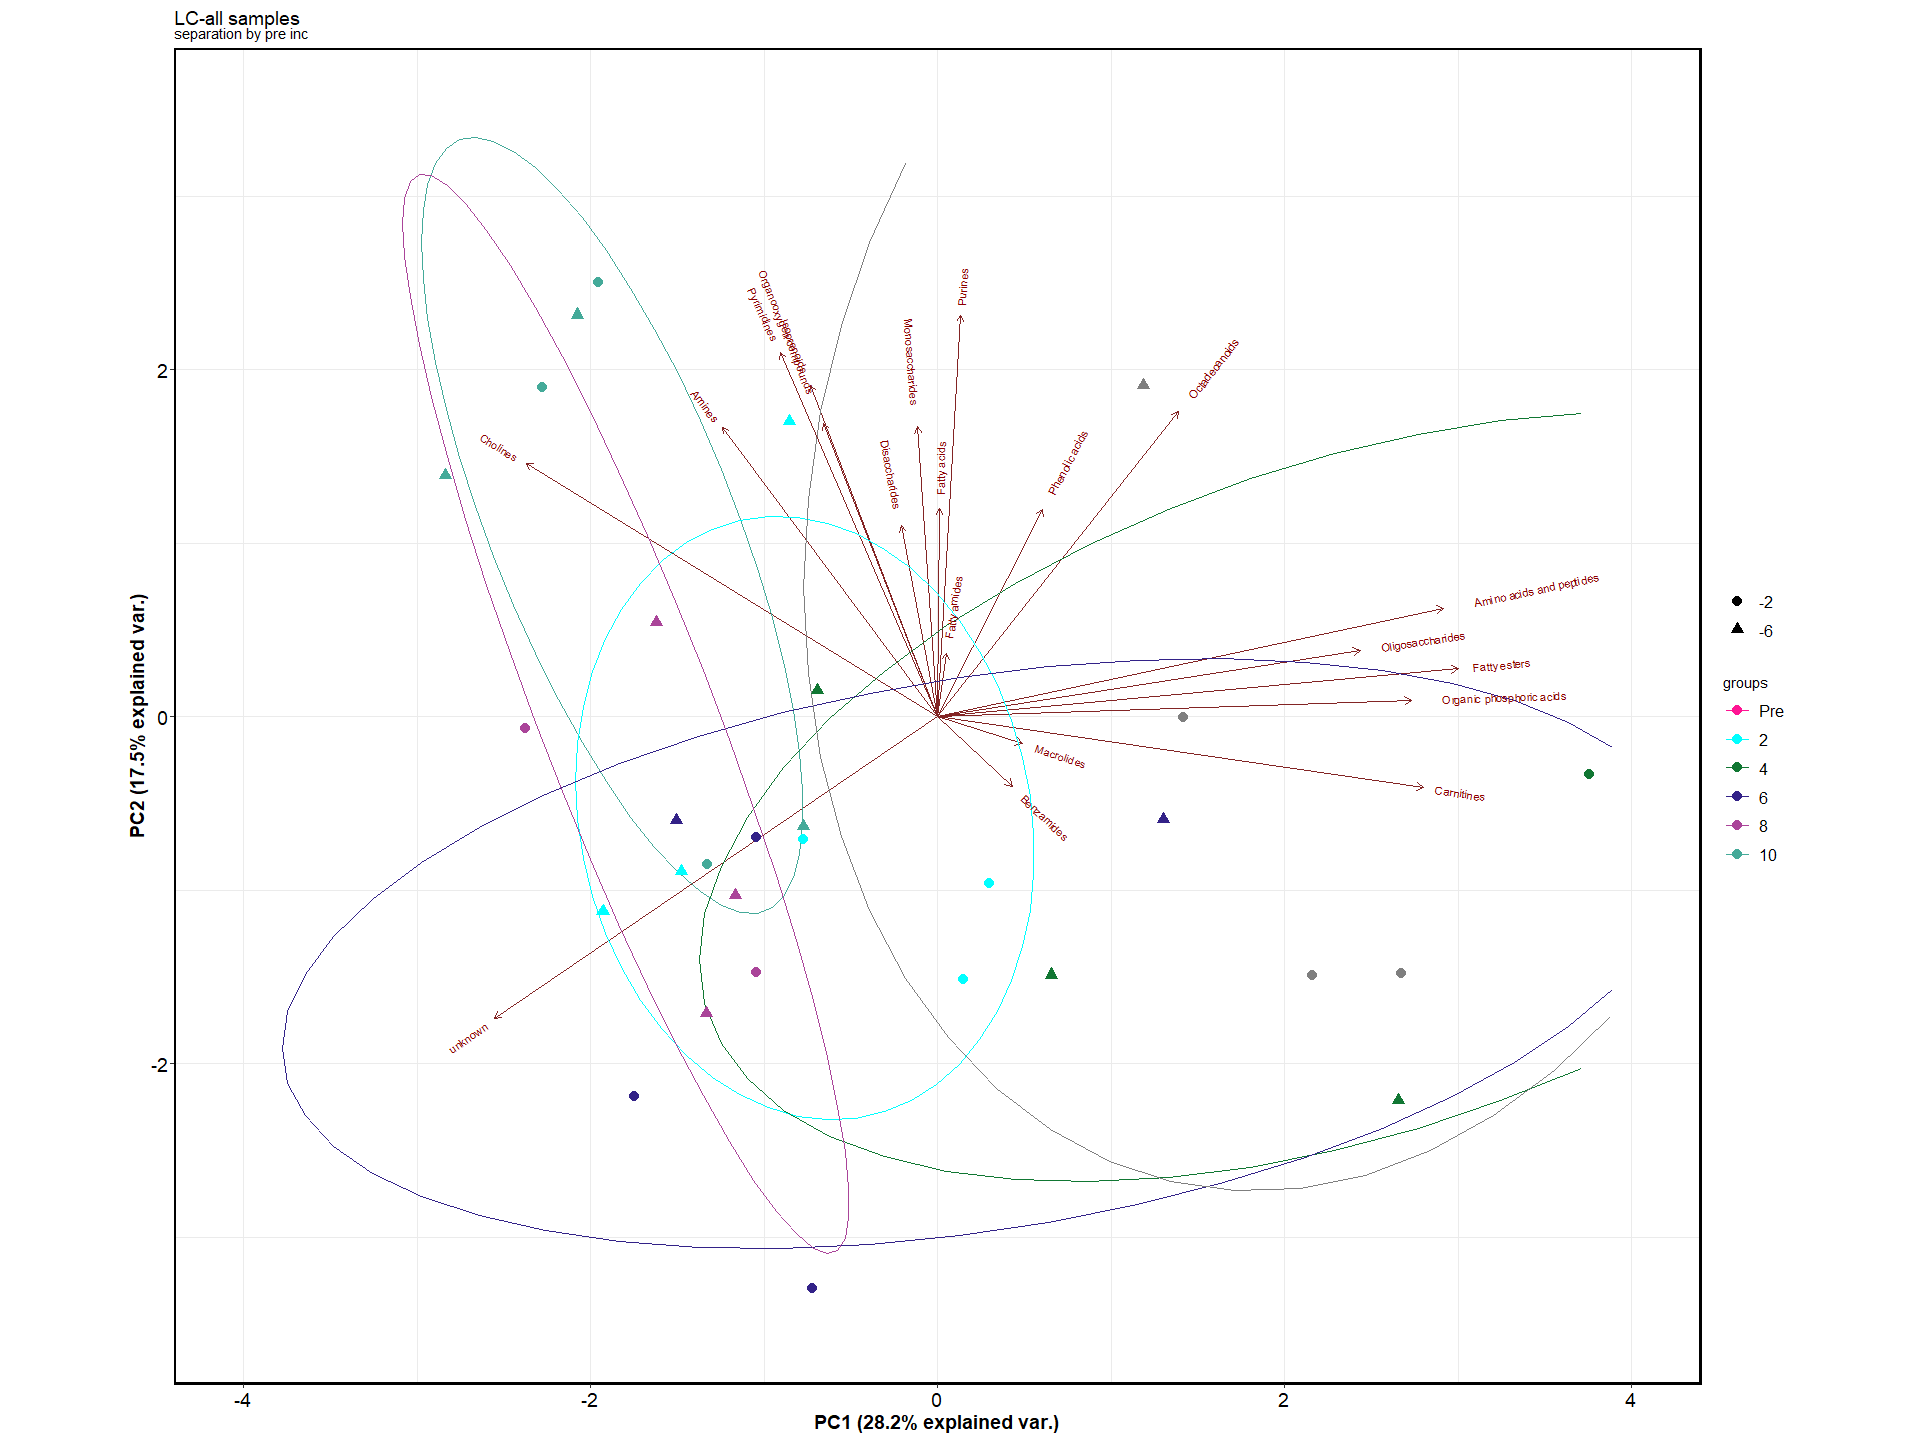 LC-all samples
separation by pre inc
Purines
Organooxygen compounds
Pyrimidines
Isoprenoids
Monosaccharides
Octadecanoids
Amines
Cholines
Disaccharides
Fatty acids
Phenolic acids
Fatty amides
Amino acids and peptides
Oligosaccharides
Fatty esters
Organic phosphoric acids
Macrolides
Carnitines
Benzamides
unknown
2
0
-2
PC2 (17.5% explained var.)
-4
-2
0
2
4
PC1 (28.2% explained var.)
-2
-6
groups
Pre
2
4
6
8
10